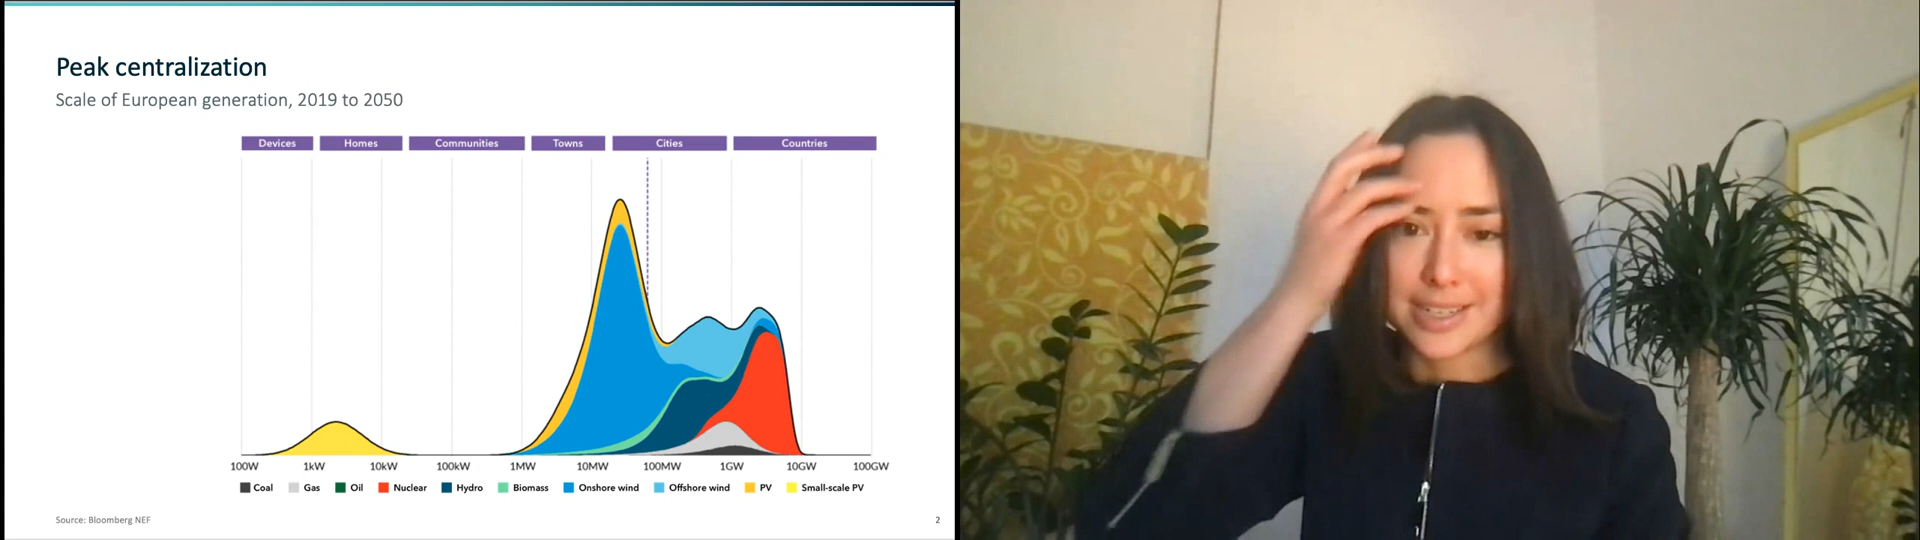 Peak centralization
Scale of European generation, 2019 to 2050
Devices Homes Communities Towns Cities Countries
100W 1kW 10kW 100kW 1MW 10MW 100MW 1GW 10GW 100GW
Coal Gas Oil Nuclear Hydro Biomass Onshore wind Offshore wind PV Small-scale PV
Source: Bloomberg NEF
2